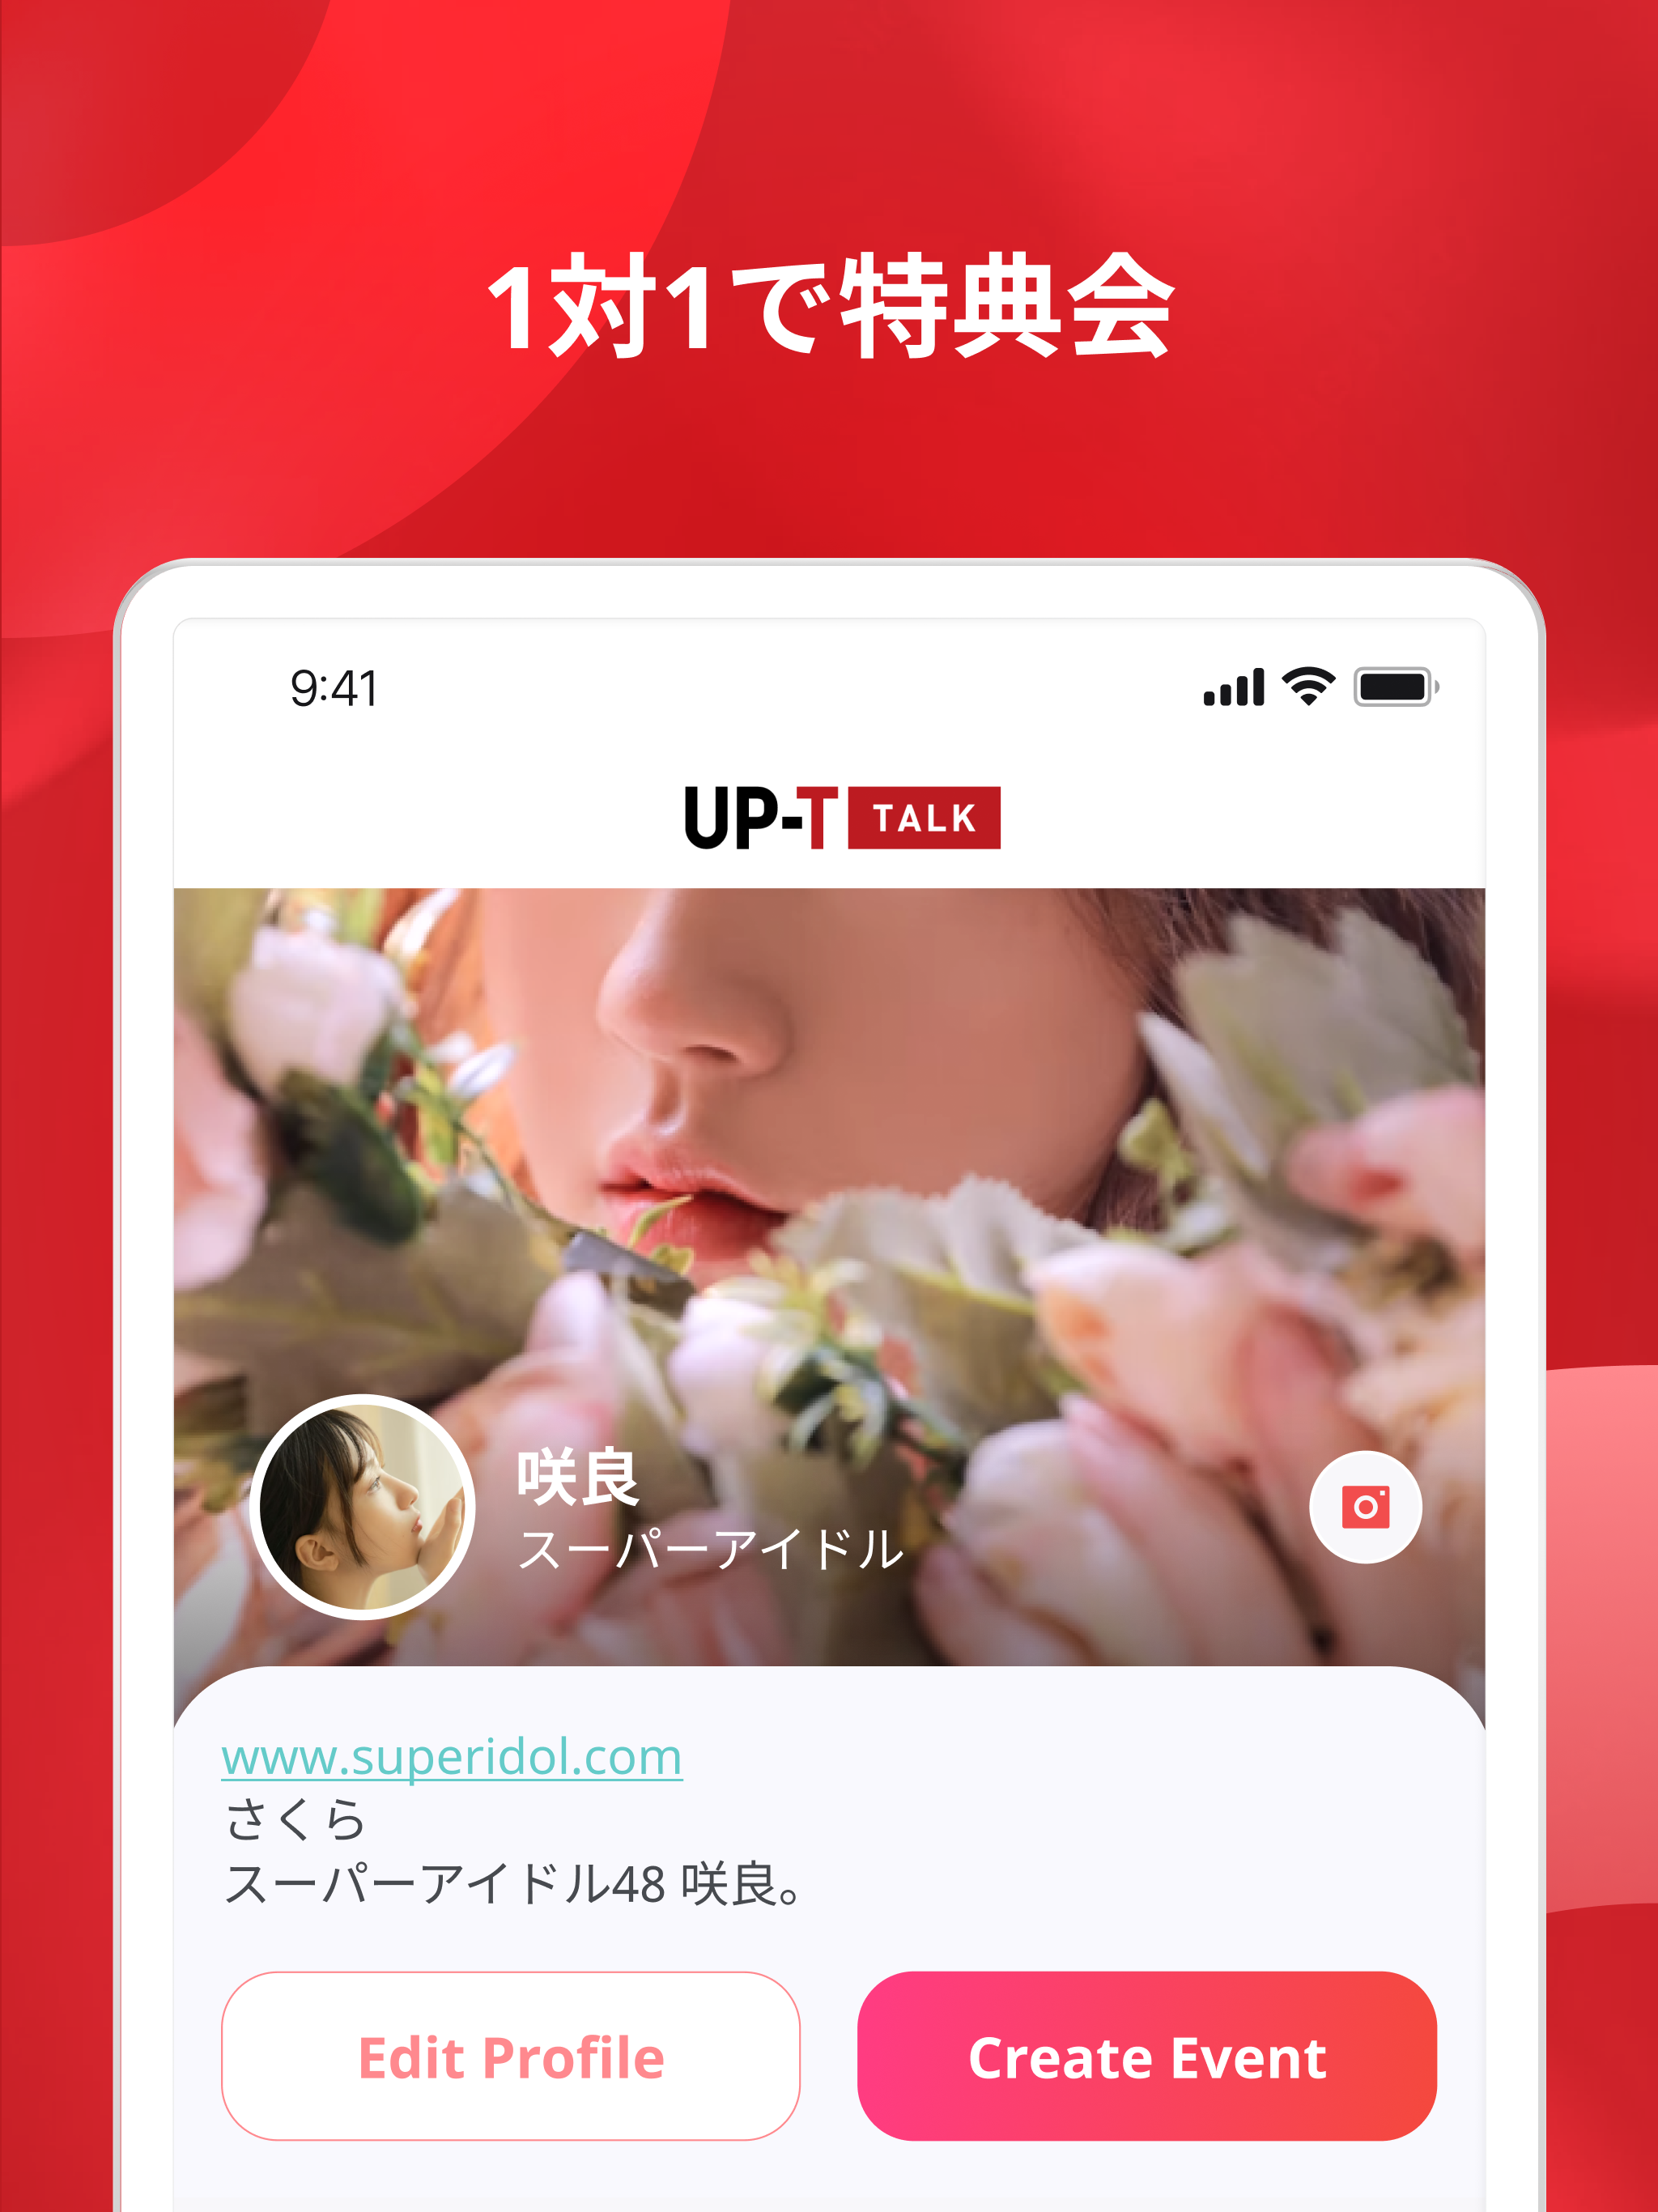 1対1で特典会
9:41
UP-T TALK
咲良
スーパーアイドル
www.superidol.com
さくら
スーパーアイドル48 咲良。
Edit Profile
Create Event